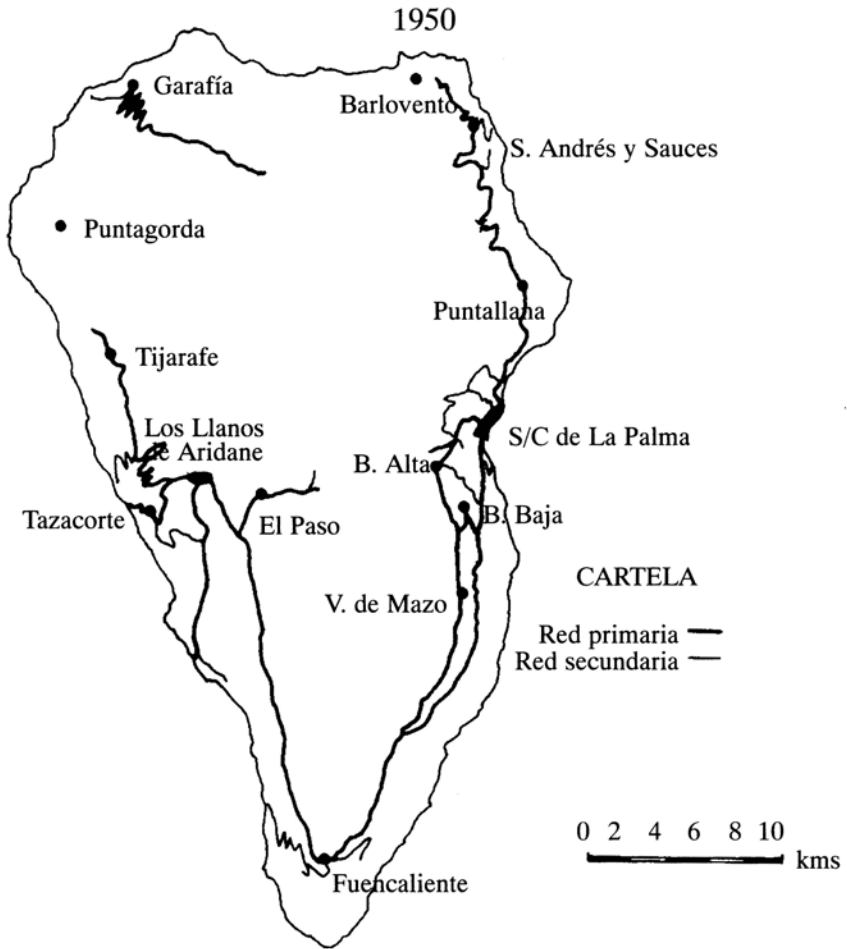 1950
Garafía
Barlovento
S. Andrés y Sauces
Puntagorda
Puntallana
Tijarafe
Los Llanos
de Aridane
S/C de La Palma
B. Alta
Tazacorte
El Paso
B. Baja
CARTELA
V. de Mazo
Red primaria
Red secundaria
0 2 4 6 8 10
kms
Fuencaliente